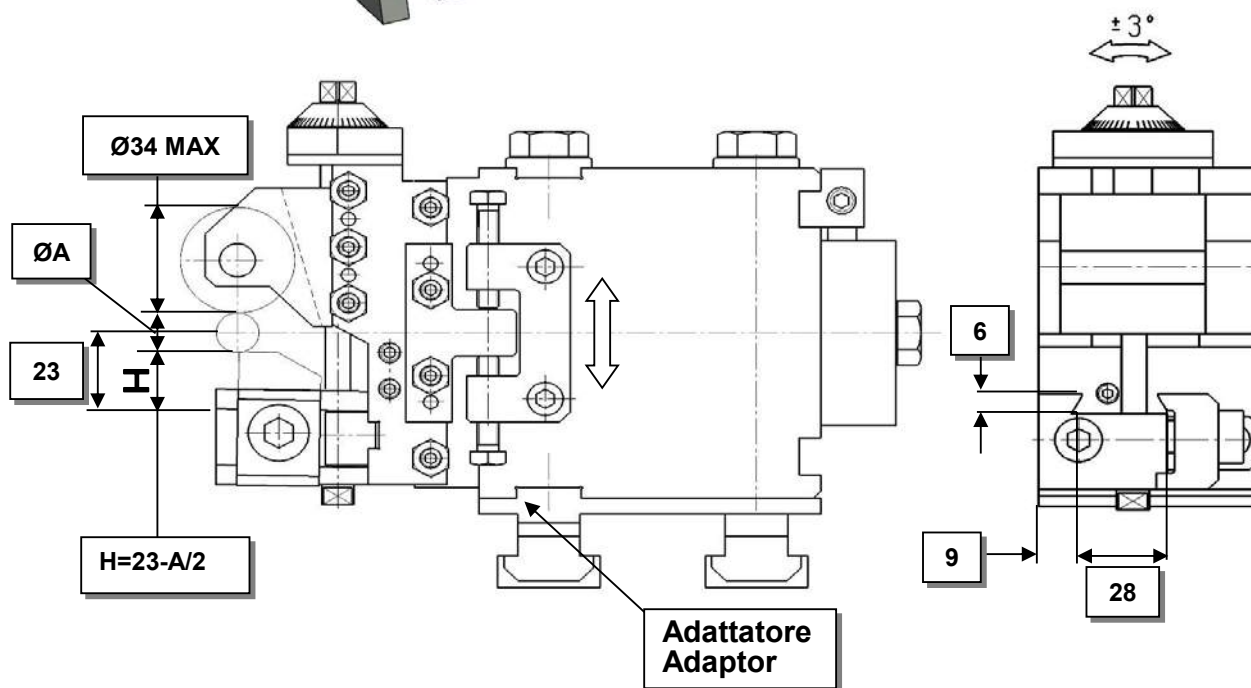 ± 3°
Ø34 MAX
ØA
23
H
H=23-A/2
6
9
28
Adattatore
Adaptor